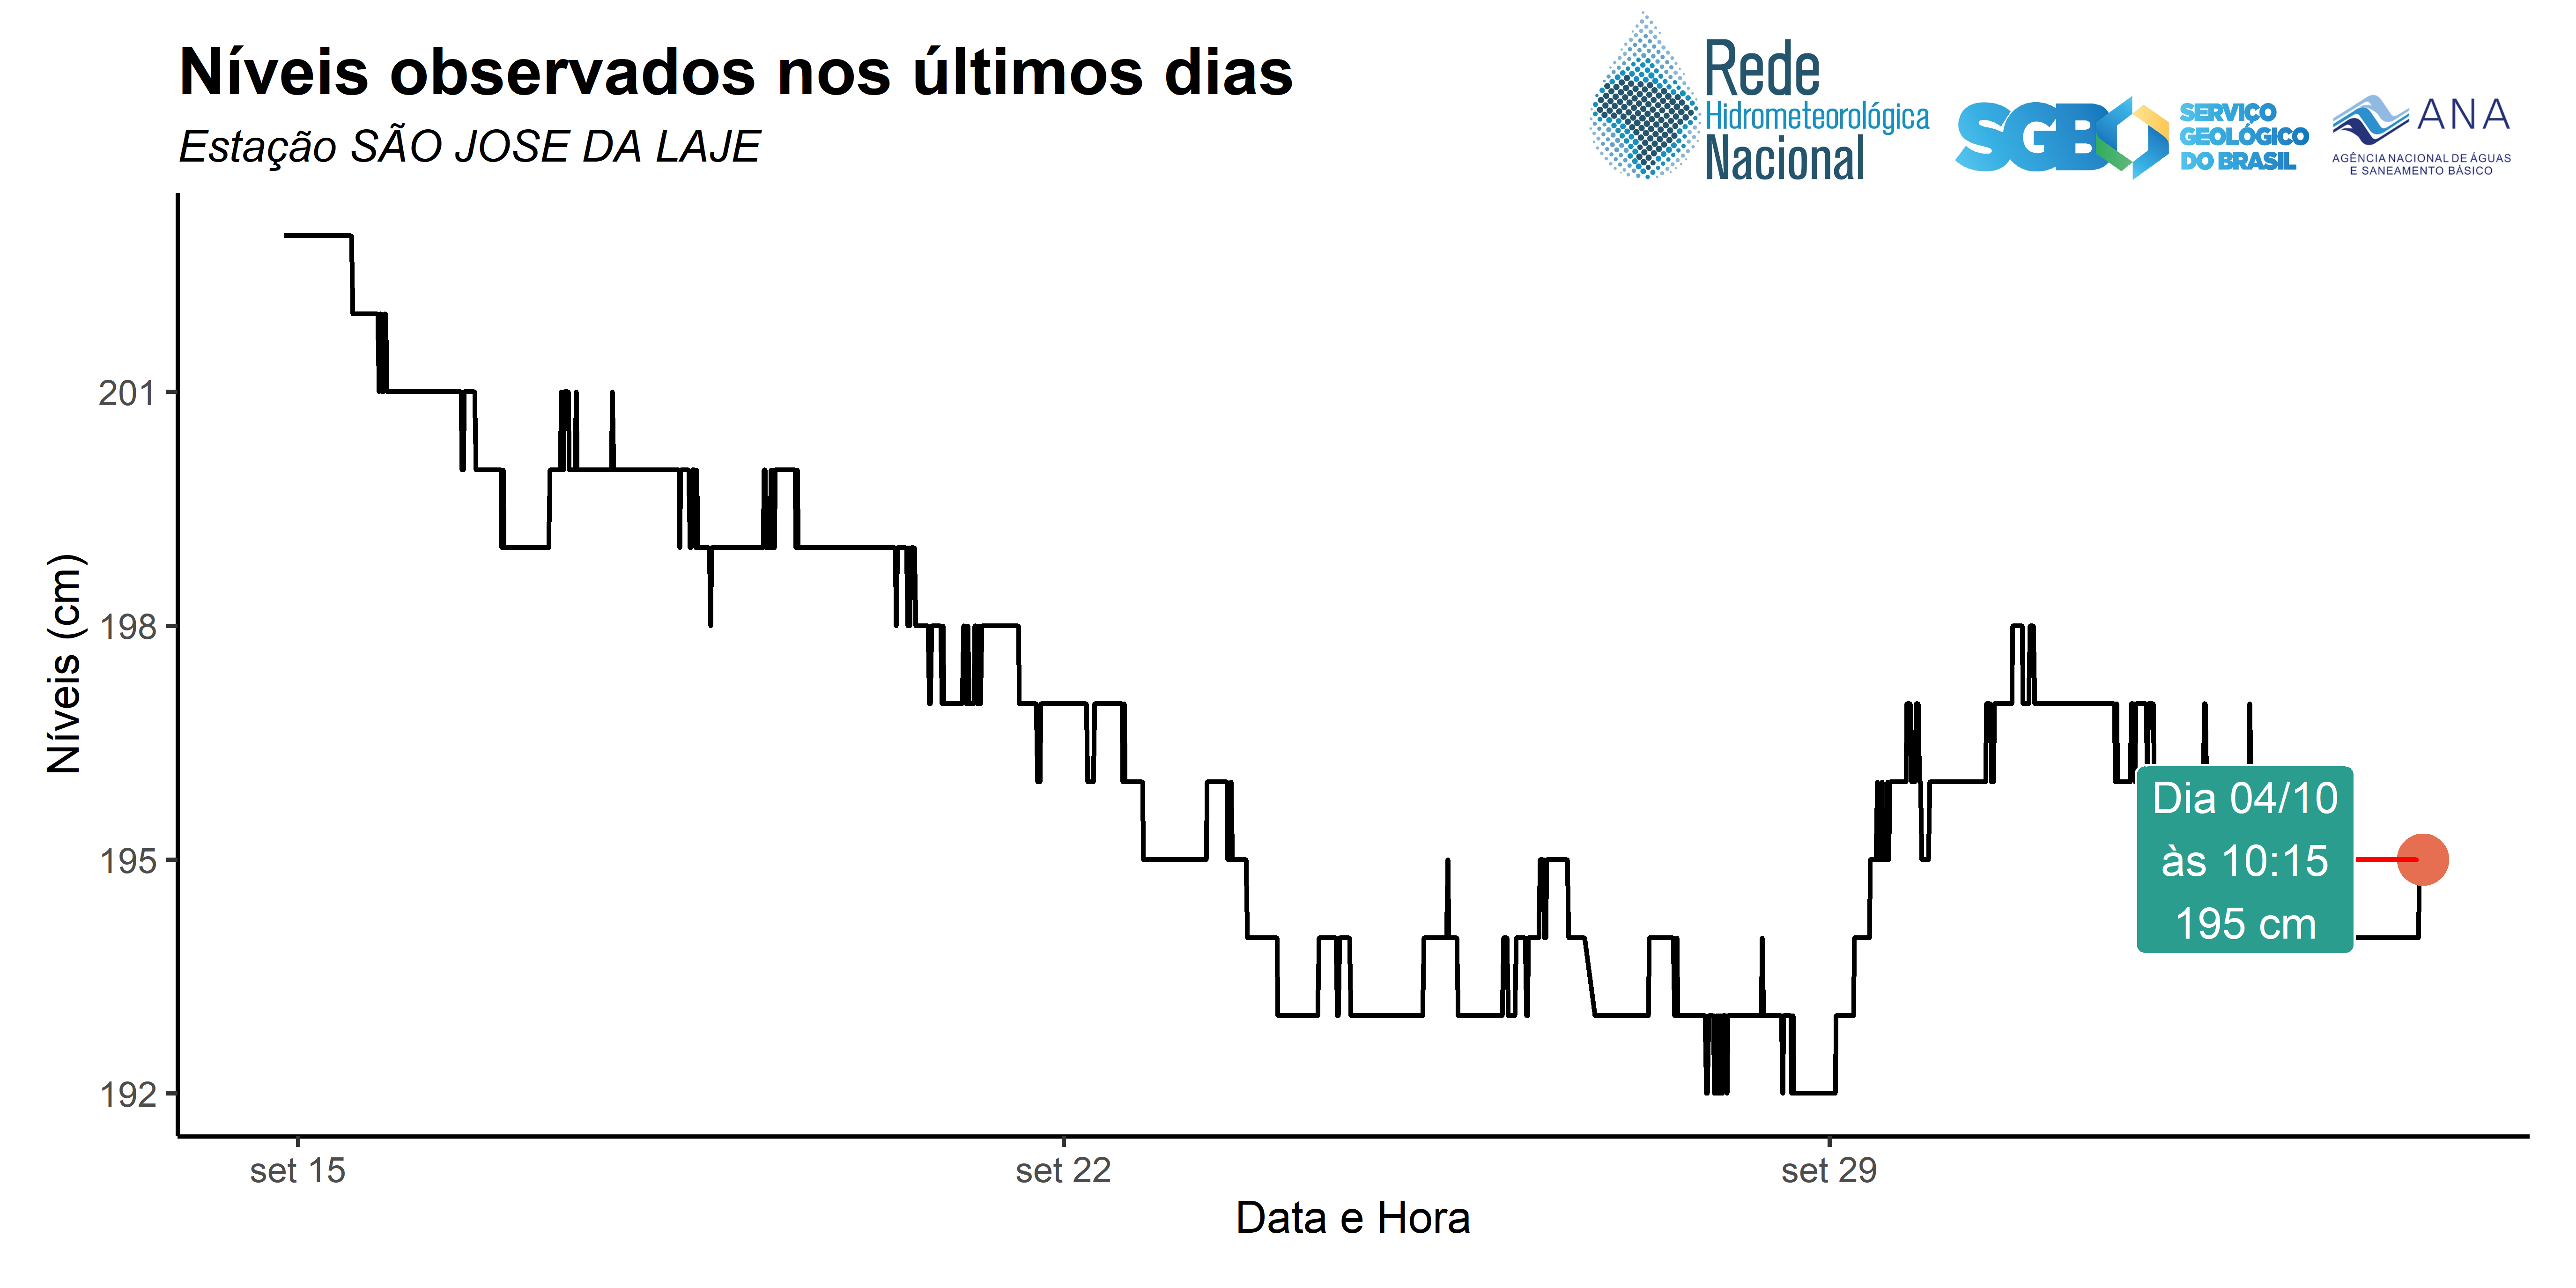 Níveis observados nos últimos dias
Estação SÃO JOSE DA LAJE
Rede
Hidrometeorológica
Nacional
SGB
SERVIÇO
GEOLÓGICO
DO BRASIL
ANA
AGÊNCIA NACIONAL DE ÁGUAS
E SANEAMENTO BÁSICO
Níveis (cm)
201
198
195
192
Dia 04/10
às 10:15
195 cm
set 15
set 22
set 29
Data e Hora